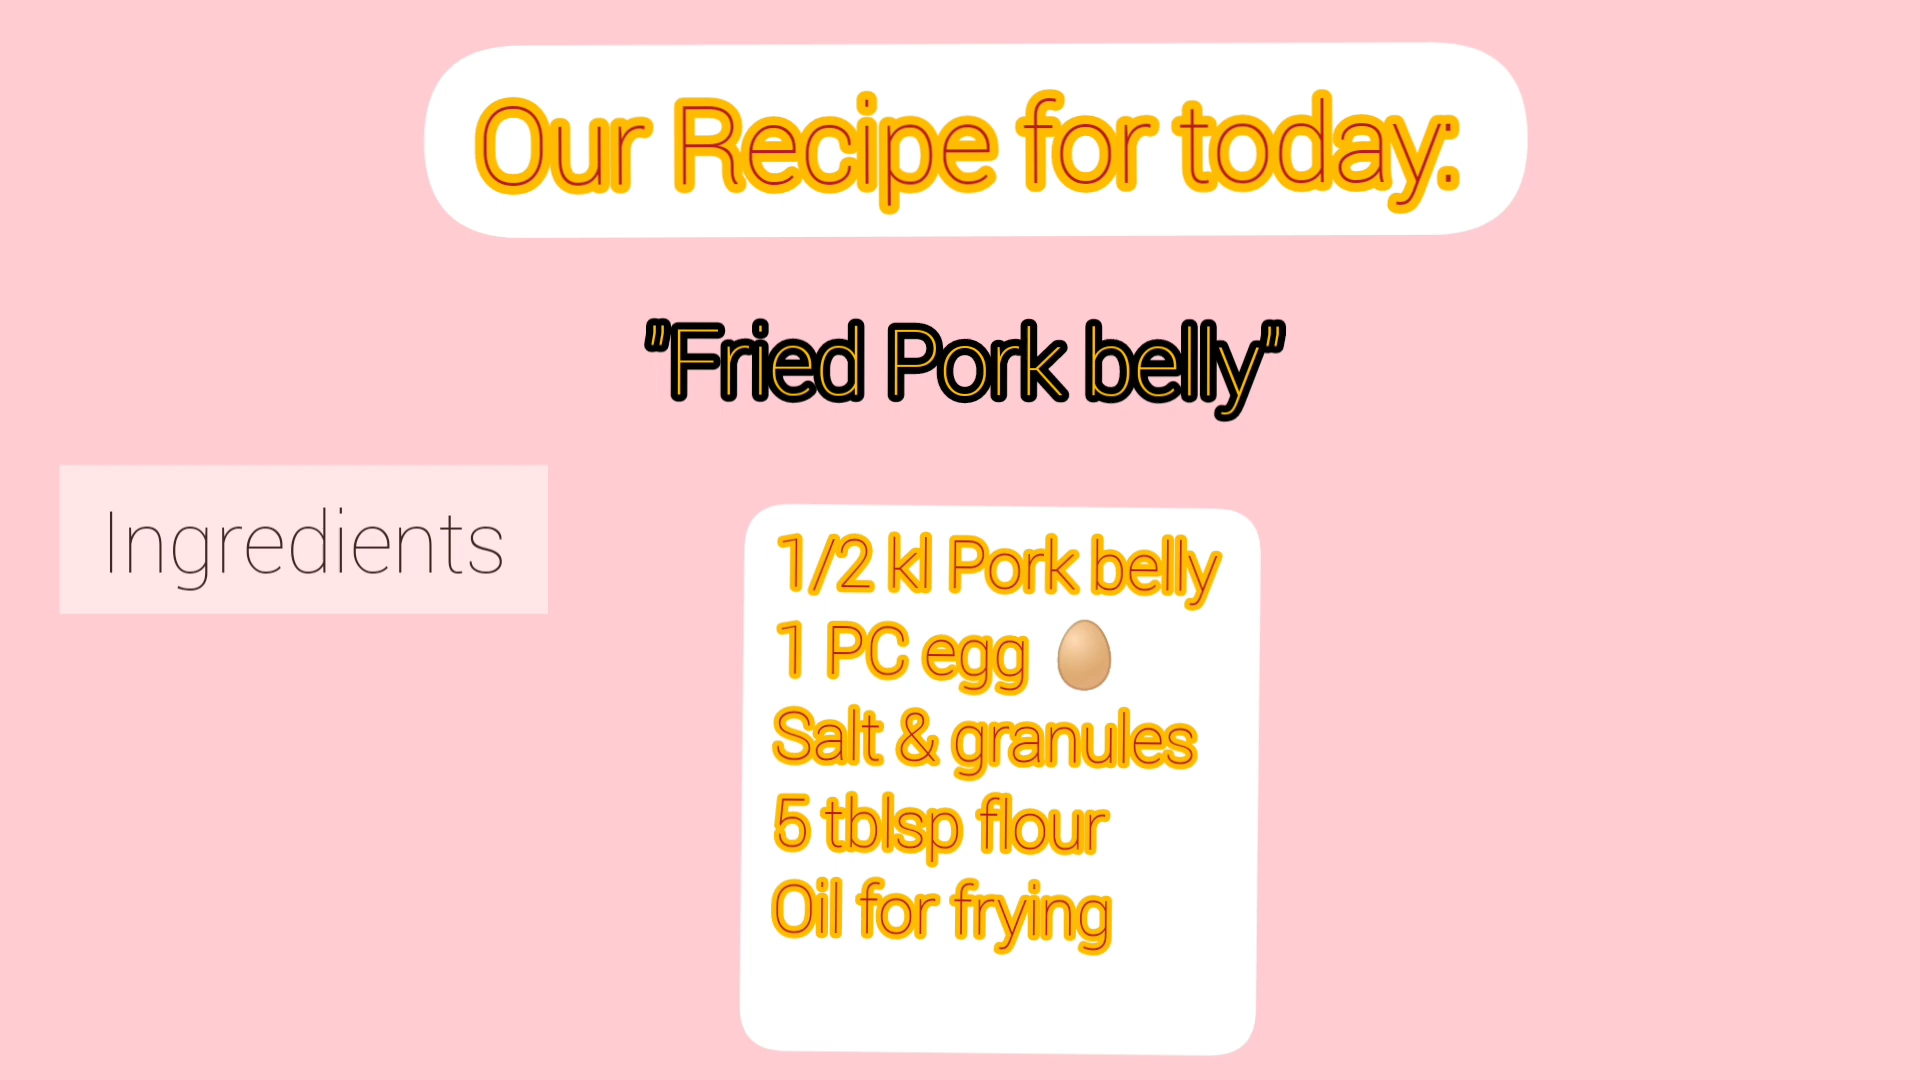 Our Recipe for today:
"Fried Pork belly"
Ingredients
1/2 kl Pork belly
1 PC egg 🥚
Salt & granules
5 tblsp flour
Oil for frying